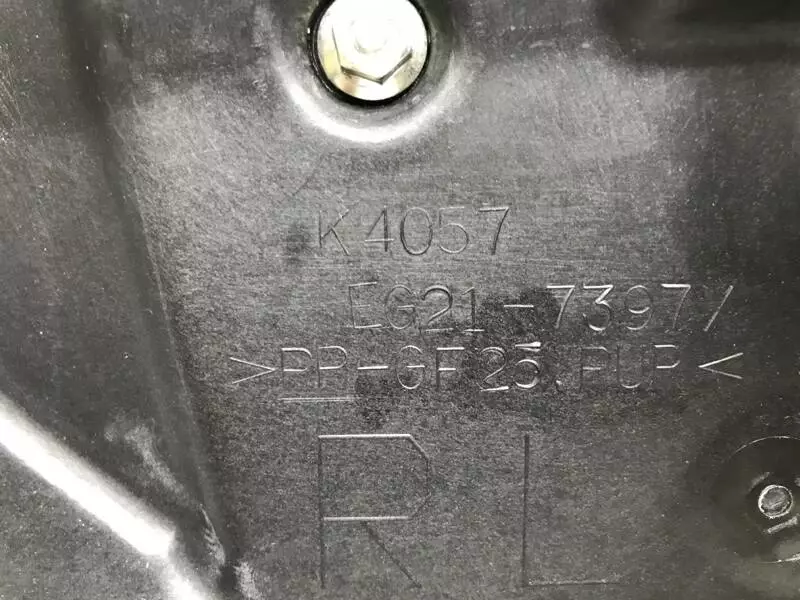 K4057
EG21-7397/
>PP-GF25,PUR<
RL